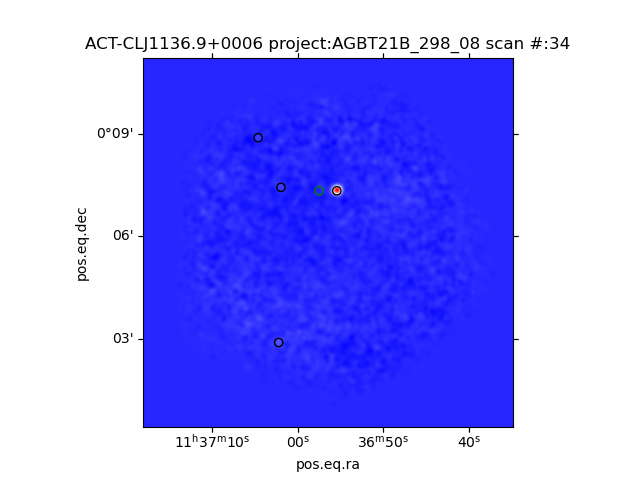 ACT-CLJ1136.9+0006 project:AGBT21B_298_08 scan #:34
0°09'
06'
03'
pos.eq.dec
11ʰ37ᵐ10ˢ 00ˢ 36ᵐ50ˢ 40ˢ
pos.eq.ra